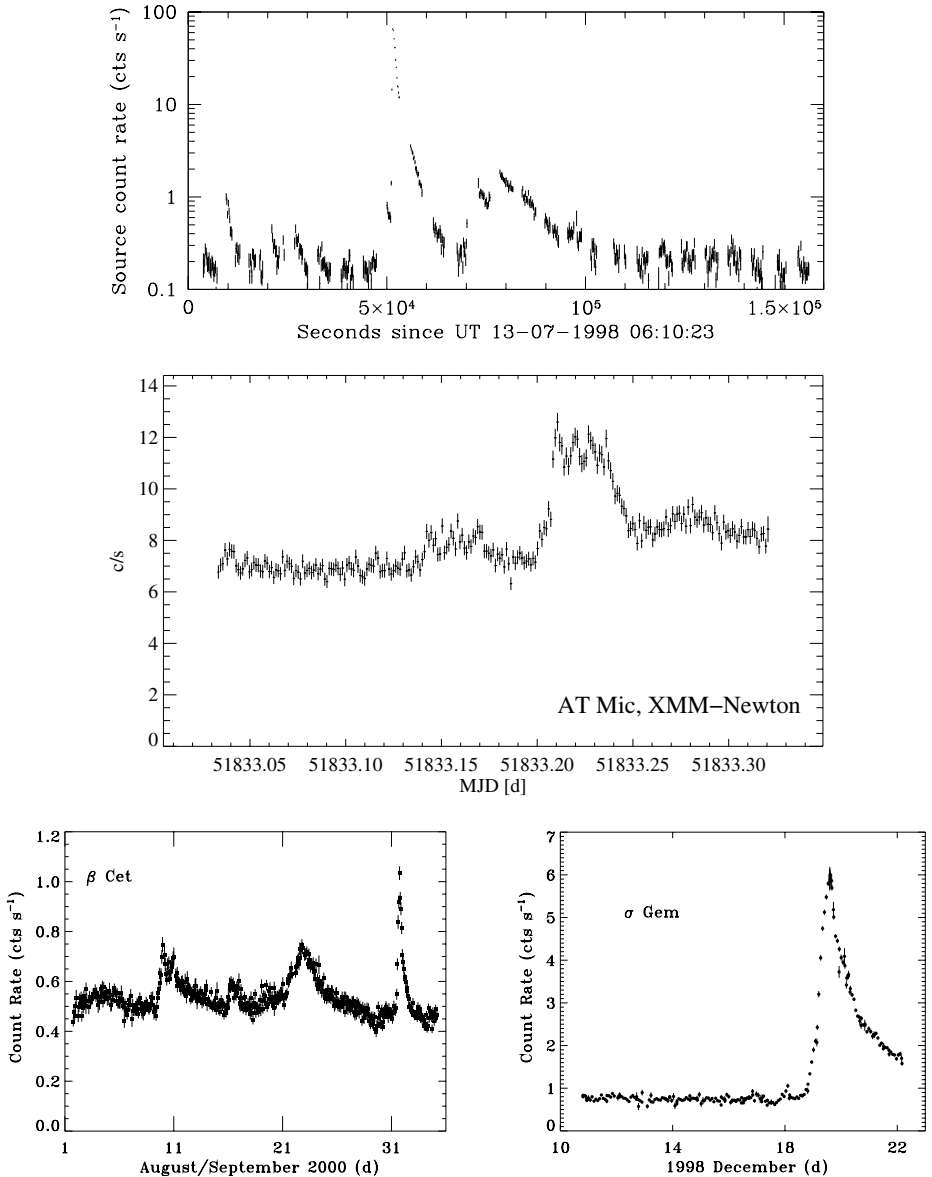 Source count rate (cts s⁻¹)
100
10
1
0.1
0
5×10⁴
10⁵
1.5×10⁵
Seconds since UT 13−07−1998 06:10:23
c/s
14
12
10
8
6
4
2
0
AT Mic, XMM−Newton
51833.05 51833.10 51833.15 51833.20 51833.25 51833.30
MJD [d]
Count Rate (cts s⁻¹)
1.2
1.0
0.8
0.6
0.4
0.2
0.0
β Cet
1 11 21 31
August/September 2000 (d)
Count Rate (cts s⁻¹)
7
6
5
4
3
2
1
0
σ Gem
10 14 18 22
1998 December (d)